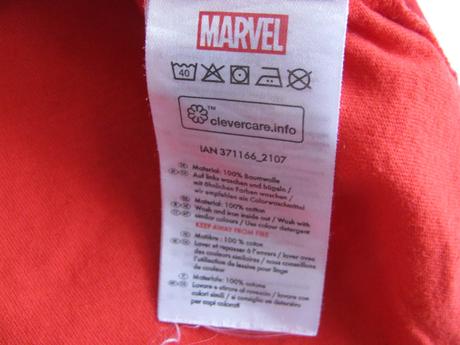 MARVEL
40
™
clevercare.info
IAN 371166_2107
Material: 100% Baumwolle
Auf links waschen und bügeln /
mit ähnlichen Farben waschen /
wir empfehlen ein Colorwaschmittel
Material: 100% cotton
Wash and iron inside out / Wash with
similar colours / Use colour detergent
KEEP AWAY FROM FIRE
Matière : 100 % coton
Laver et repasser à l'envers / laver avec
des couleurs similaires / nous conseillons
l'utilisation de lessive pour linge
de couleur
Materiale: 100% cotone
Lavare e stirare al rovescio / lavare con
colori simili / si consiglia un detersivo
per capi colorati